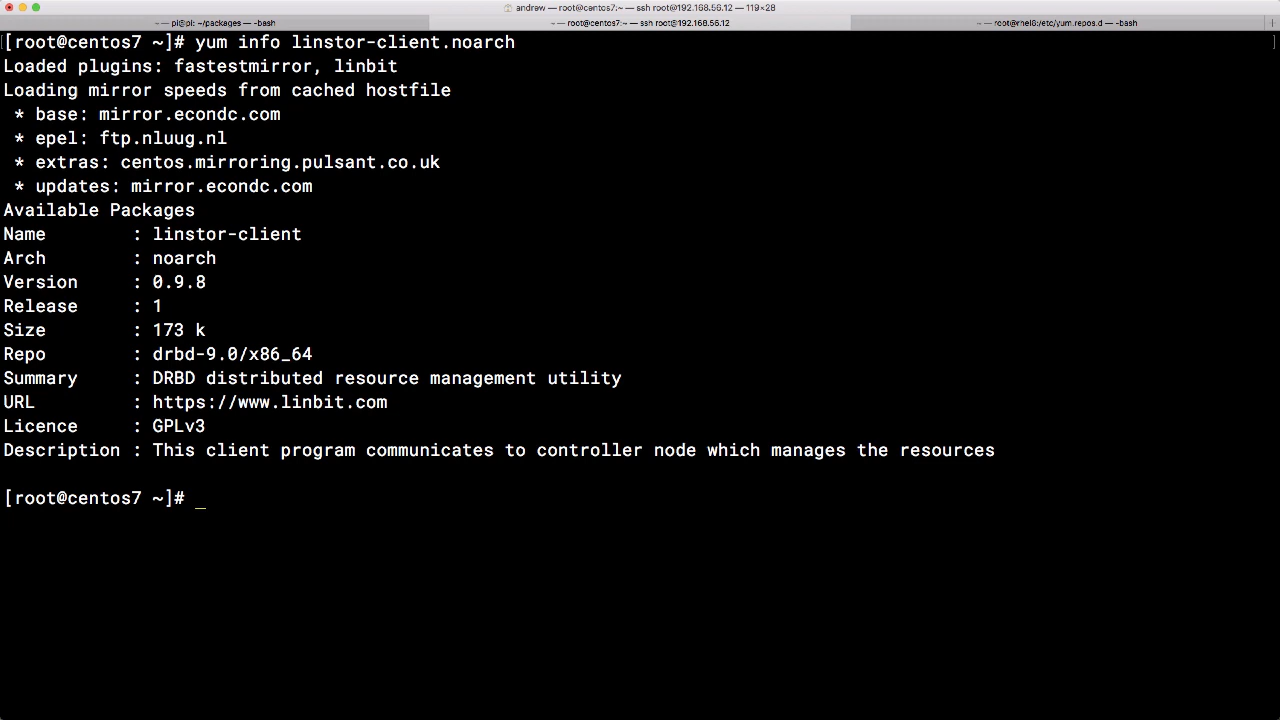 andrew — root@centos7:~ — ssh root@192.168.56.12 — 119×28
~ — pi@pi: ~/packages — -bash
~ — root@centos7:~ — ssh root@192.168.56.12
~ — root@rhel8:/etc/yum.repos.d — -bash
[root@centos7 ~]# yum info linstor-client.noarch
Loaded plugins: fastestmirror, linbit
Loading mirror speeds from cached hostfile
 * base: mirror.econdc.com
 * epel: ftp.nluug.nl
 * extras: centos.mirroring.pulsant.co.uk
 * updates: mirror.econdc.com
Available Packages
Name        : linstor-client
Arch        : noarch
Version     : 0.9.8
Release     : 1
Size        : 173 k
Repo        : drbd-9.0/x86_64
Summary     : DRBD distributed resource management utility
URL         : https://www.linbit.com
Licence     : GPLv3
Description : This client program communicates to controller node which manages the resources
[root@centos7 ~]# _